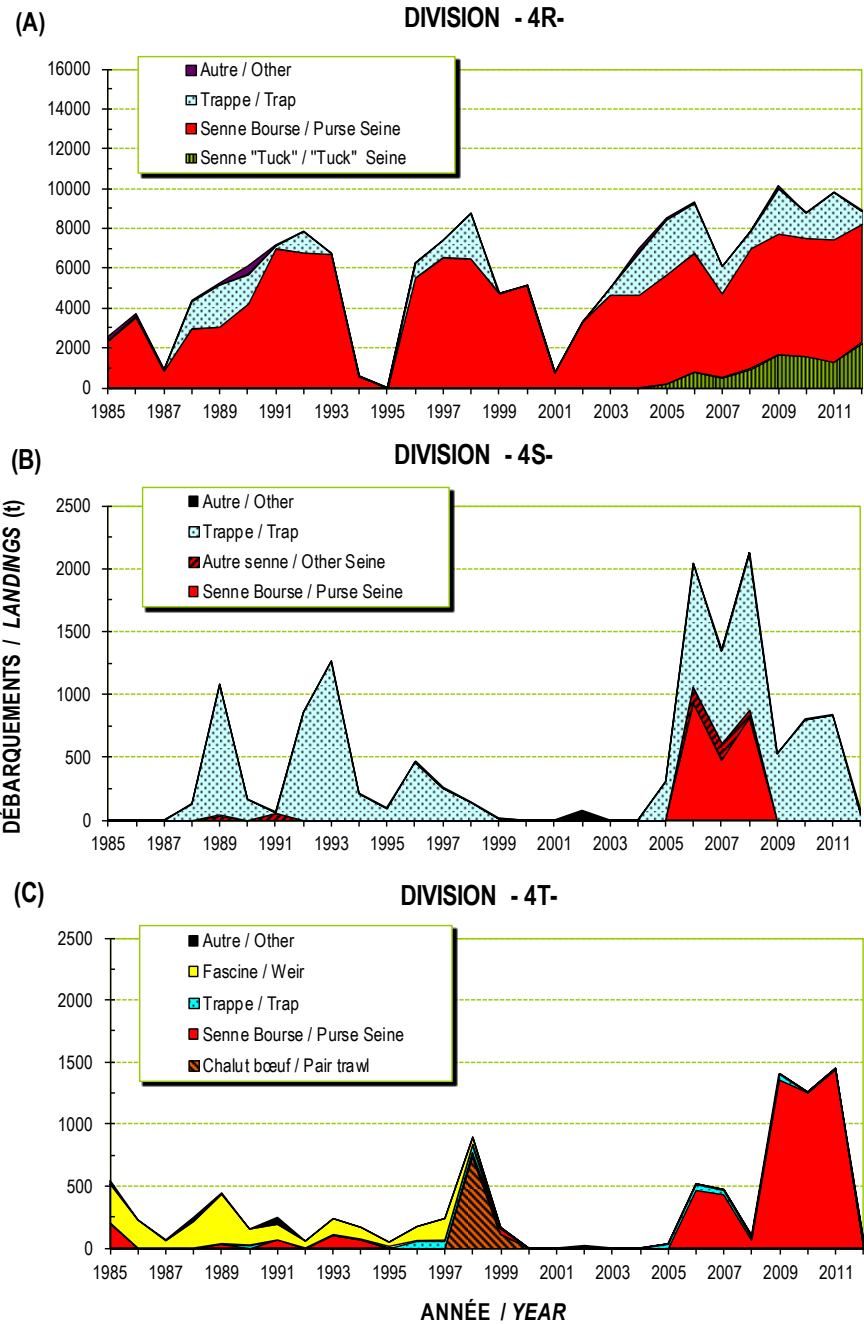 (A)
DIVISION - 4R-
Autre / Other
Trappe / Trap
Senne Bourse / Purse Seine
Senne "Tuck" / "Tuck" Seine
16000
14000
12000
10000
8000
6000
4000
2000
0
1985 1987 1989 1991 1993 1995 1997 1999 2001 2003 2005 2007 2009 2011
(B)
DIVISION - 4S-
Autre / Other
Trappe / Trap
Autre senne / Other Seine
Senne Bourse / Purse Seine
2500
2000
1500
1000
500
0
1985 1987 1989 1991 1993 1995 1997 1999 2001 2003 2005 2007 2009 2011
DÉBARQUEMENTS / LANDINGS (t)
(C)
DIVISION - 4T-
Autre / Other
Fascine / Weir
Trappe / Trap
Senne Bourse / Purse Seine
Chalut bœuf / Pair trawl
2500
2000
1500
1000
500
0
1985 1987 1989 1991 1993 1995 1997 1999 2001 2003 2005 2007 2009 2011
ANNÉE / YEAR